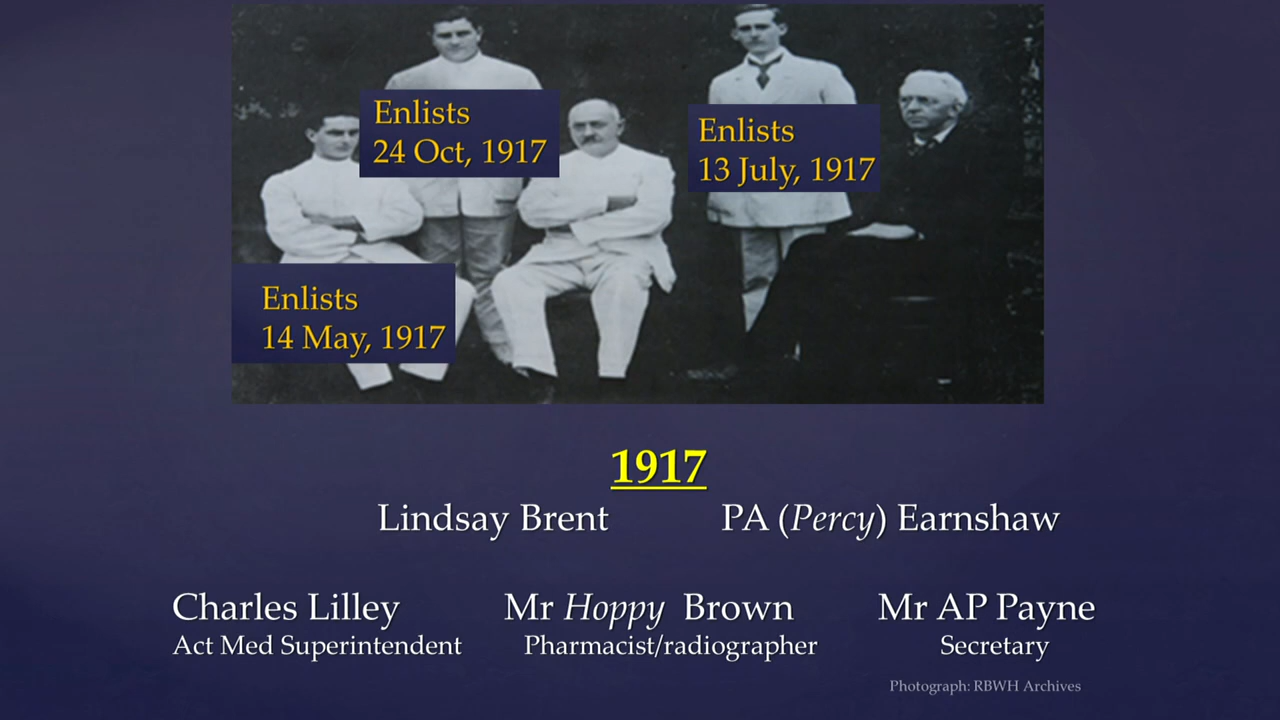 Enlists
24 Oct, 1917
Enlists
13 July, 1917
Enlists
14 May, 1917
1917
Lindsay Brent PA (Percy) Earnshaw
Charles Lilley Mr Hoppy Brown Mr AP Payne
Act Med Superintendent Pharmacist/radiographer Secretary
Photograph: RBWH Archives